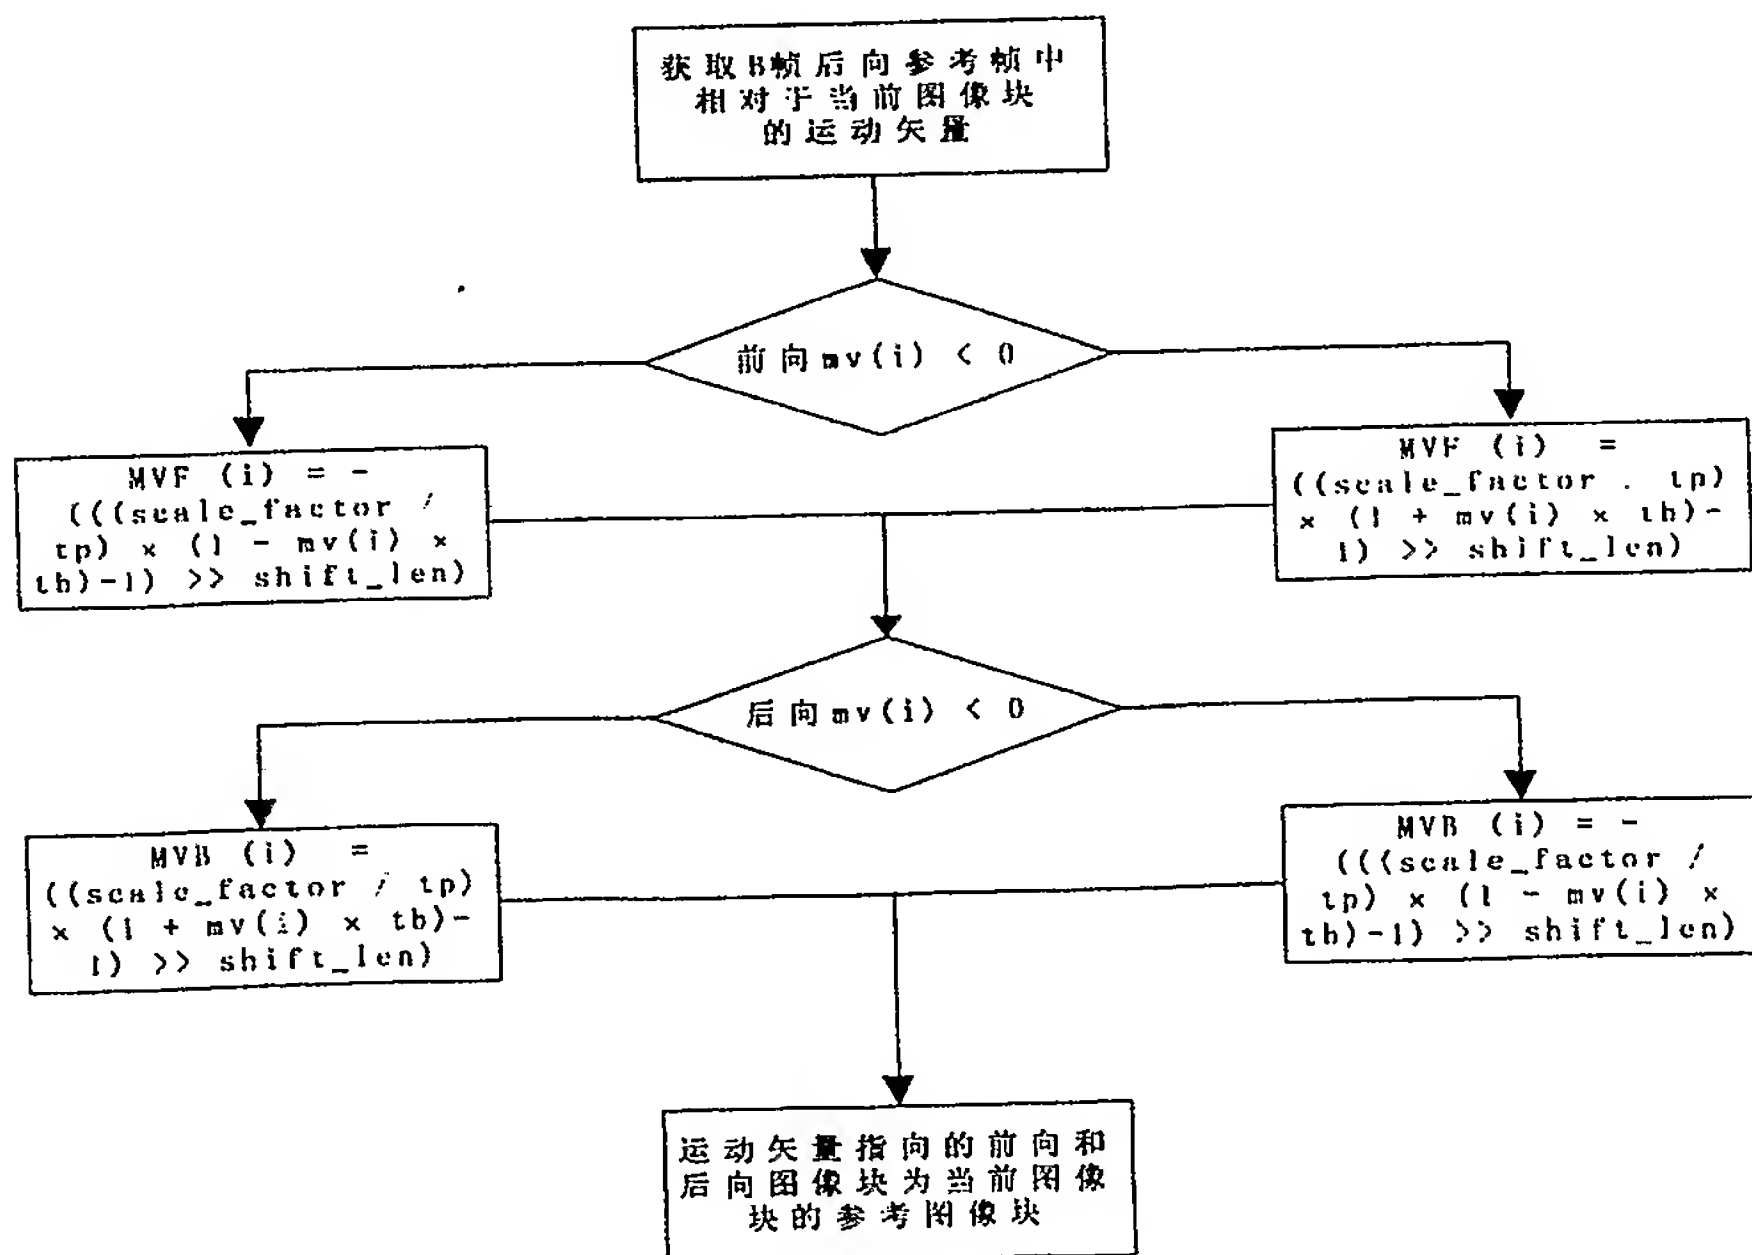 获取B帧后向参考帧中
相对于当前图像块
的运动矢量
前向mv(i) < 0
MVF (i) = -
(((scale_factor /
tp) × (1 - mv(i) ×
tb)-1) >> shift_len)
MVF (i) =
((scale_factor / tp)
× (1 + mv(i) × tb)-
1) >> shift_len)
后向mv(i) < 0
MVB (i) =
((scale_factor / tp)
× (1 + mv(i) × tb)-
1) >> shift_len)
MVB (i) = -
(((scale_factor /
tp) × (1 - mv(i) ×
tb)-1) >> shift_len)
运动矢量指向的前向和
后向图像块为当前图像
块的参考图像块